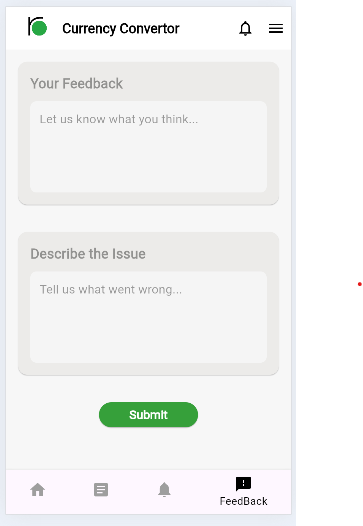 Currency Convertor
Your Feedback
Let us know what you think...
Describe the Issue
Tell us what went wrong...
Submit
FeedBack